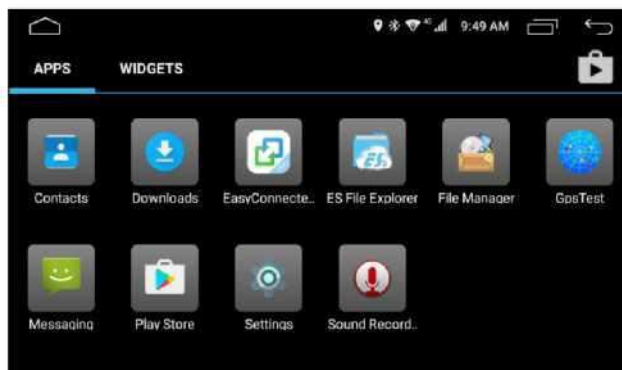 4G 9:49 AM
APPS WIDGETS
Contacts Downloads EasyConnecte.. ES File Explorer File Manager GpsTest
Messaging Play Store Settings Sound Record..